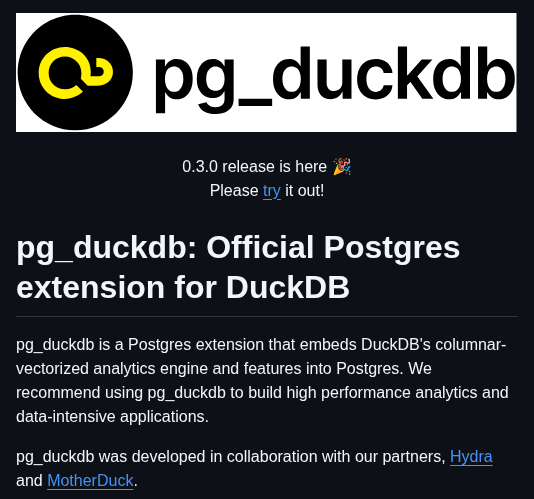 pg_duckdb
0.3.0 release is here 🎉
Please try it out!
pg_duckdb: Official Postgres
extension for DuckDB
pg_duckdb is a Postgres extension that embeds DuckDB's columnar-
vectorized analytics engine and features into Postgres. We
recommend using pg_duckdb to build high performance analytics and
data-intensive applications.
pg_duckdb was developed in collaboration with our partners, Hydra
and MotherDuck.